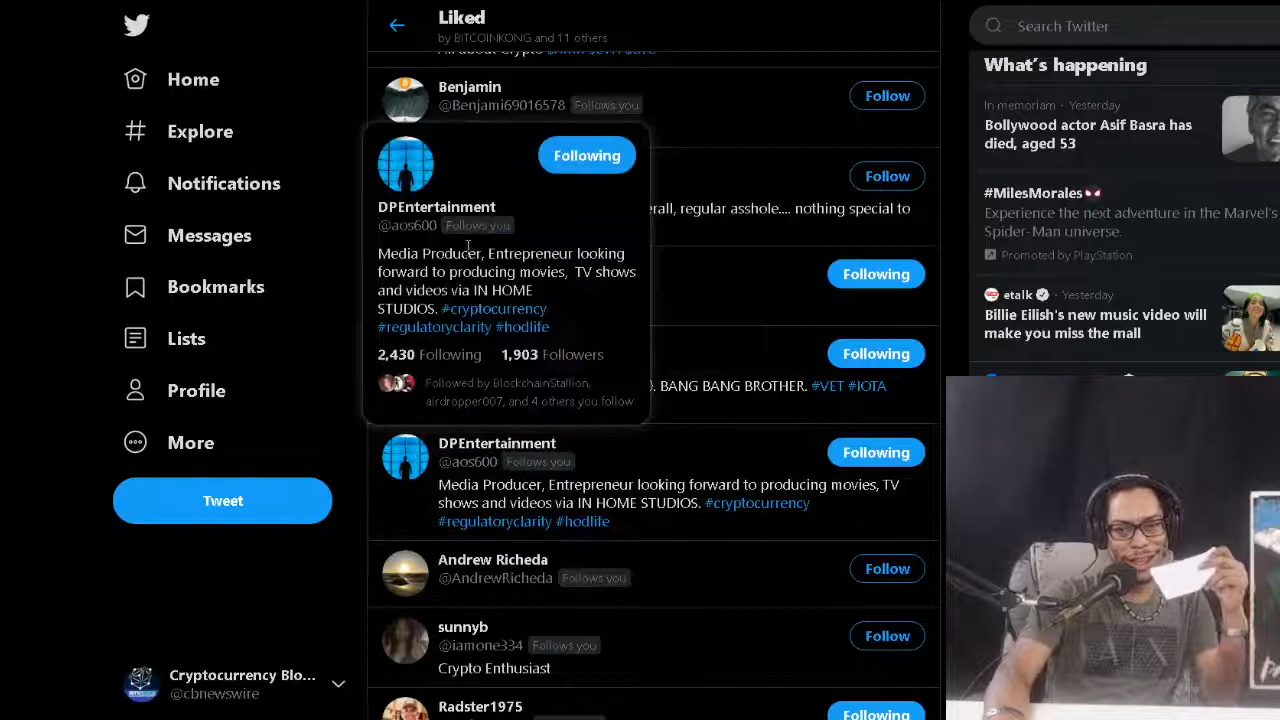 Home
Explore
Notifications
Messages
Bookmarks
Lists
Profile
More
Tweet
Cryptocurrency Blo...
@cbnewswire
Liked
by BITCOINKONG and 11 others
Benjamin
@Benjami69016578 Follows you
Follow
Following
DPEntertainment
@aos600 Follows you
Media Producer, Entrepreneur looking
forward to producing movies, TV shows
and videos via IN HOME
STUDIOS. #cryptocurrency
#regulatoryclarity #hodlife
2,430 Following 1,903 Followers
Followed by BlockchainStallion,
airdropper007, and 4 others you follow
Follow
erall, regular asshole.... nothing special to
Following
Following
. BANG BANG BROTHER. #VET #IOTA
DPEntertainment
@aos600 Follows you
Following
Media Producer, Entrepreneur looking forward to producing movies, TV
shows and videos via IN HOME STUDIOS. #cryptocurrency
#regulatoryclarity #hodlife
Andrew Richeda
@AndrewRicheda Follows you
Follow
sunnyb
@iamone334 Follows you
Follow
Crypto Enthusiast
Radster1975
Following
Search Twitter
What's happening
In memoriam · Yesterday
Bollywood actor Asif Basra has
died, aged 53
#MilesMorales
Experience the next adventure in the Marvel's
Spider-Man universe.
Promoted by PlayStation
etalk · Yesterday
Billie Eilish's new music video will
make you miss the mall